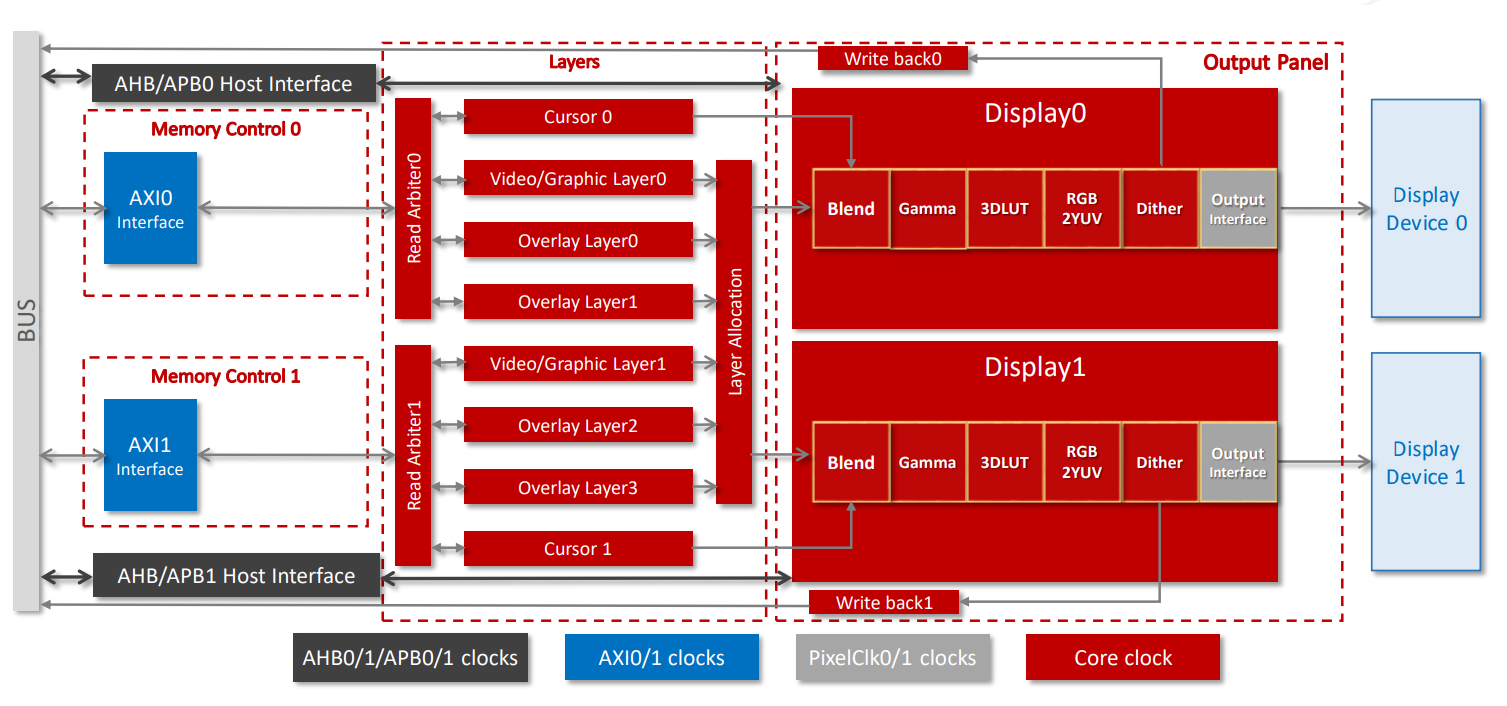 BUS
AHB/APB0 Host Interface
Memory Control 0
AXI0
Interface
Memory Control 1
AXI1
Interface
AHB/APB1 Host Interface
Layers
Read Arbiter0
Cursor 0
Video/Graphic Layer0
Overlay Layer0
Overlay Layer1
Read Arbiter1
Video/Graphic Layer1
Overlay Layer2
Overlay Layer3
Cursor 1
Layer Allocation
Write back0
Output Panel
Display0
Blend
Gamma
3DLUT
RGB
2YUV
Dither
Output
Interface
Display
Device 0
Display1
Blend
Gamma
3DLUT
RGB
2YUV
Dither
Output
Interface
Display
Device 1
Write back1
AHB0/1/APB0/1 clocks
AXI0/1 clocks
PixelClk0/1 clocks
Core clock